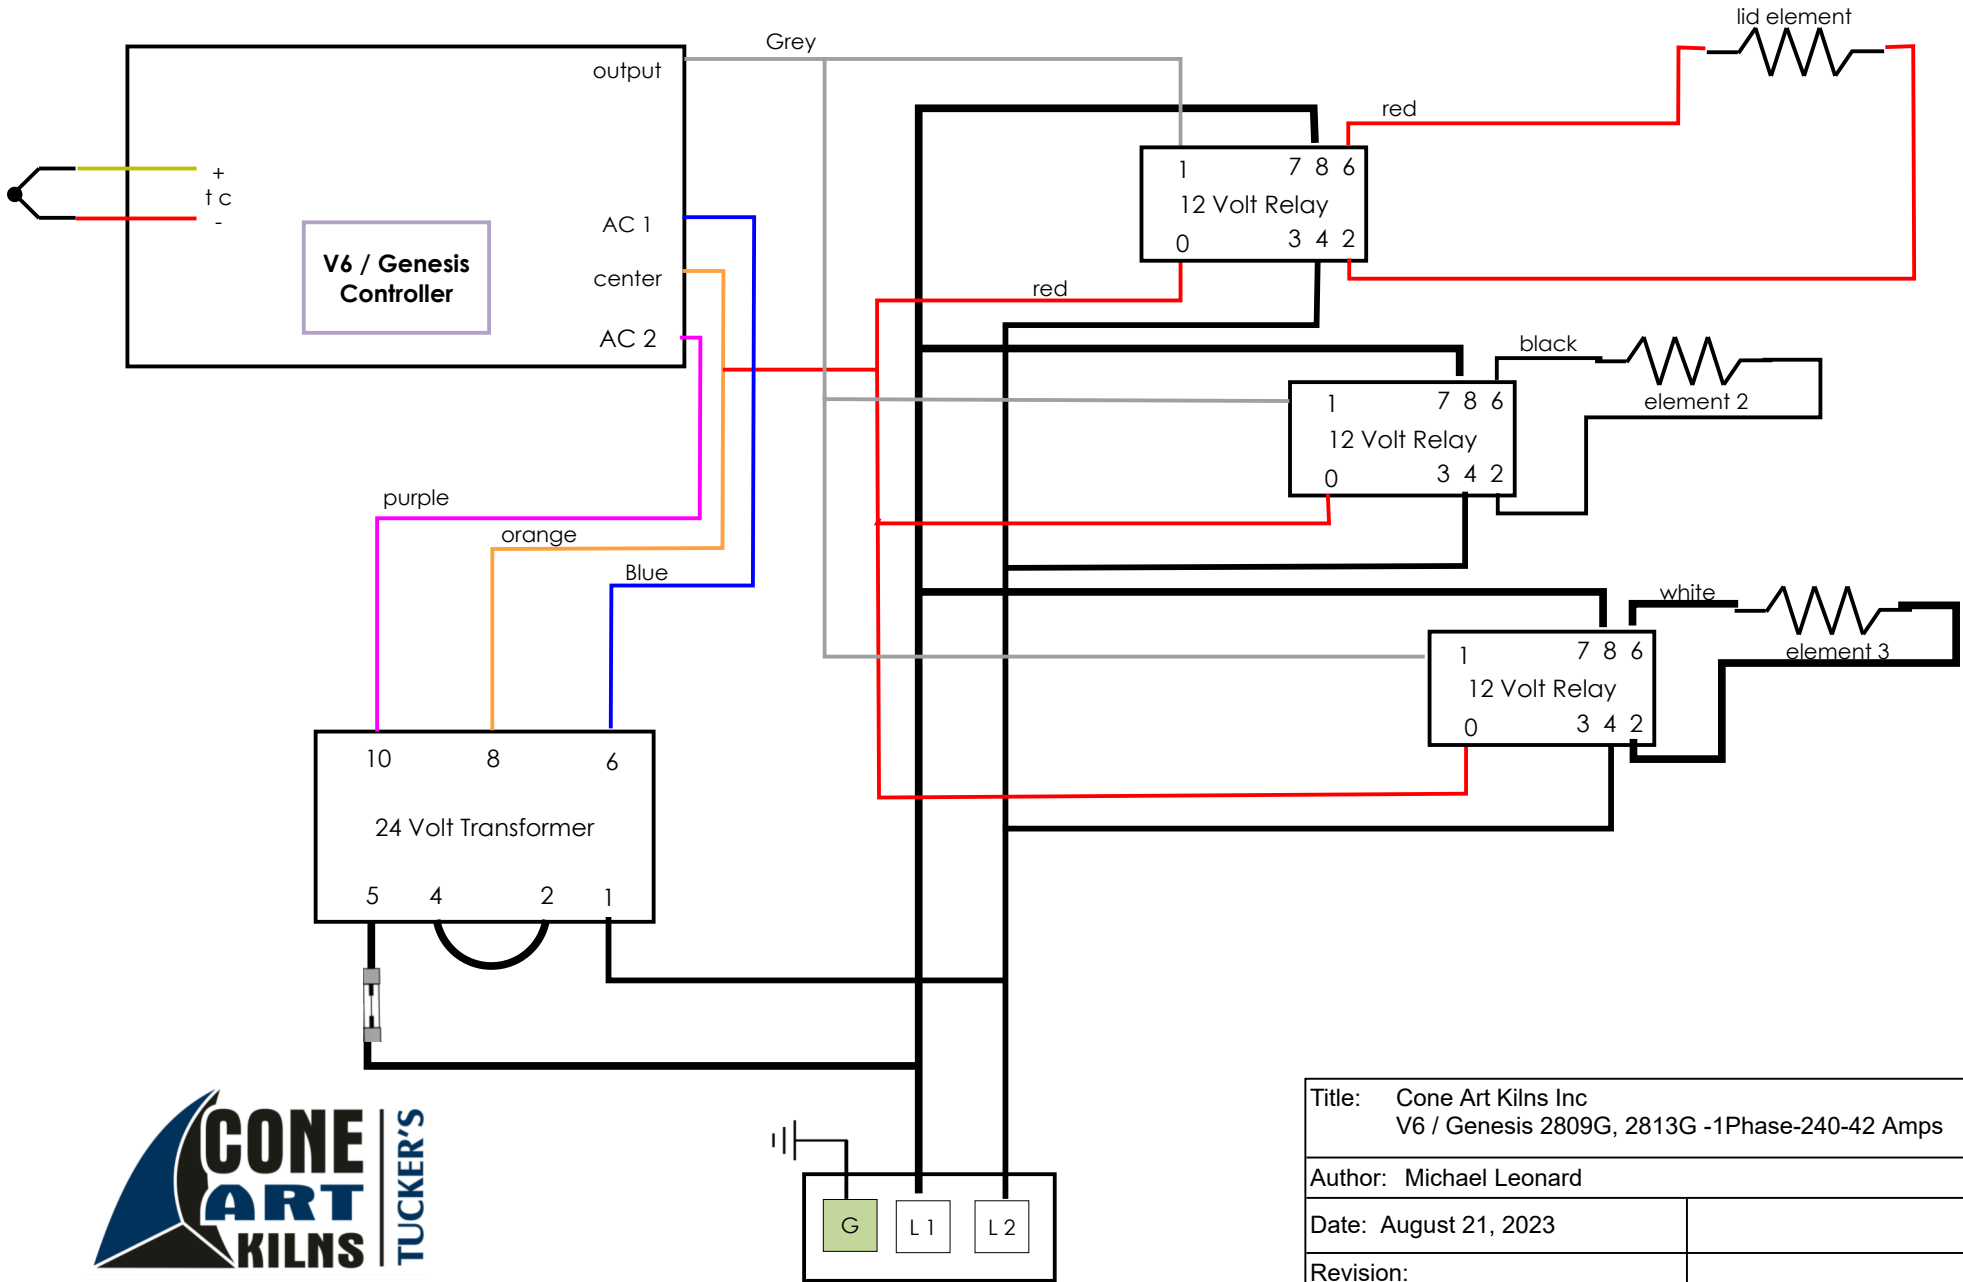 lid element
Grey
output
red
1 7 8 6
12 Volt Relay
0 3 4 2
+
t c
-
AC 1
V6 / Genesis
Controller
center
AC 2
red
black
element 2
1 7 8 6
12 Volt Relay
0 3 4 2
purple
orange
Blue
white
element 3
1 7 8 6
12 Volt Relay
0 3 4 2
10 8 6
24 Volt Transformer
5 4 2 1
CONE
ART
KILNS
TUCKER'S
G L 1 L 2
Title: Cone Art Kilns Inc
V6 / Genesis 2809G, 2813G -1Phase-240-42 Amps
Author: Michael Leonard
Date: August 21, 2023
Revision: